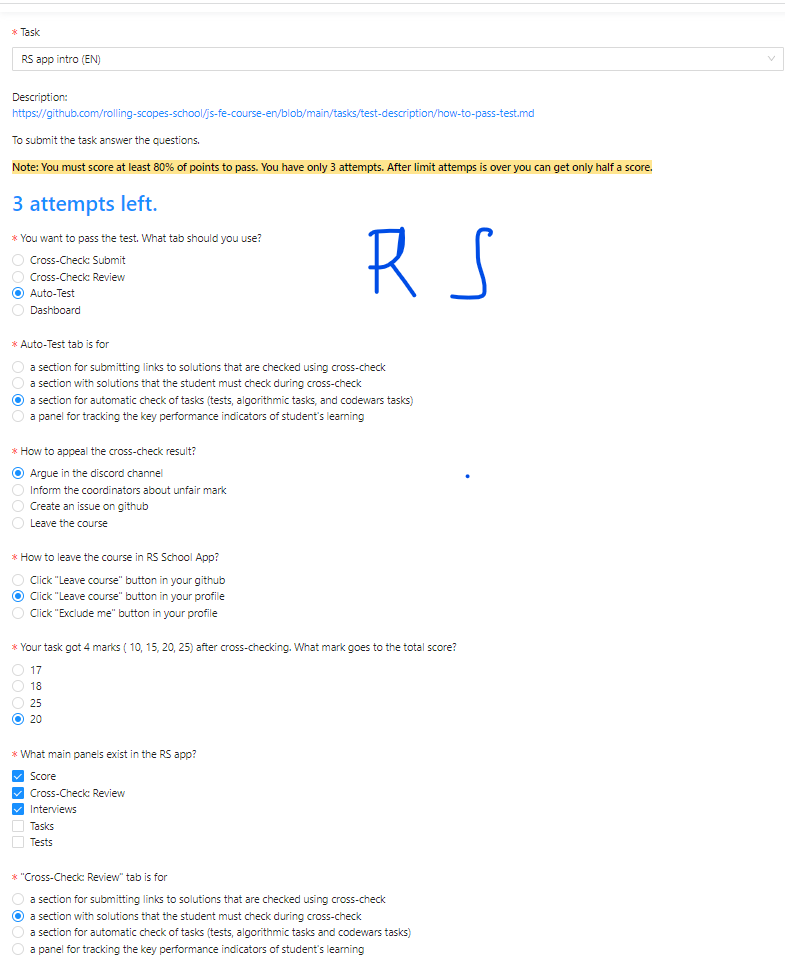 * Task
RS app intro (EN)
Description:
https://github.com/rolling-scopes-school/js-fe-course-en/blob/main/tasks/test-description/how-to-pass-test.md
To submit the task answer the questions.
Note: You must score at least 80% of points to pass. You have only 3 attempts. After limit attemps is over you can get only half a score.
3 attempts left.
* You want to pass the test. What tab should you use?
R S
Cross-Check: Submit
Cross-Check: Review
Auto-Test
Dashboard
* Auto-Test tab is for
a section for submitting links to solutions that are checked using cross-check
a section with solutions that the student must check during cross-check
a section for automatic check of tasks (tests, algorithmic tasks, and codewars tasks)
a panel for tracking the key performance indicators of student's learning
* How to appeal the cross-check result?
Argue in the discord channel
Inform the coordinators about unfair mark
Create an issue on github
Leave the course
* How to leave the course in RS School App?
Click "Leave course" button in your github
Click "Leave course" button in your profile
Click "Exclude me" button in your profile
* Your task got 4 marks ( 10, 15, 20, 25) after cross-checking. What mark goes to the total score?
17
18
25
20
* What main panels exist in the RS app?
Score
Cross-Check: Review
Interviews
Tasks
Tests
* "Cross-Check: Review" tab is for
a section for submitting links to solutions that are checked using cross-check
a section with solutions that the student must check during cross-check
a section for automatic check of tasks (tests, algorithmic tasks and codewars tasks)
a panel for tracking the key performance indicators of student's learning